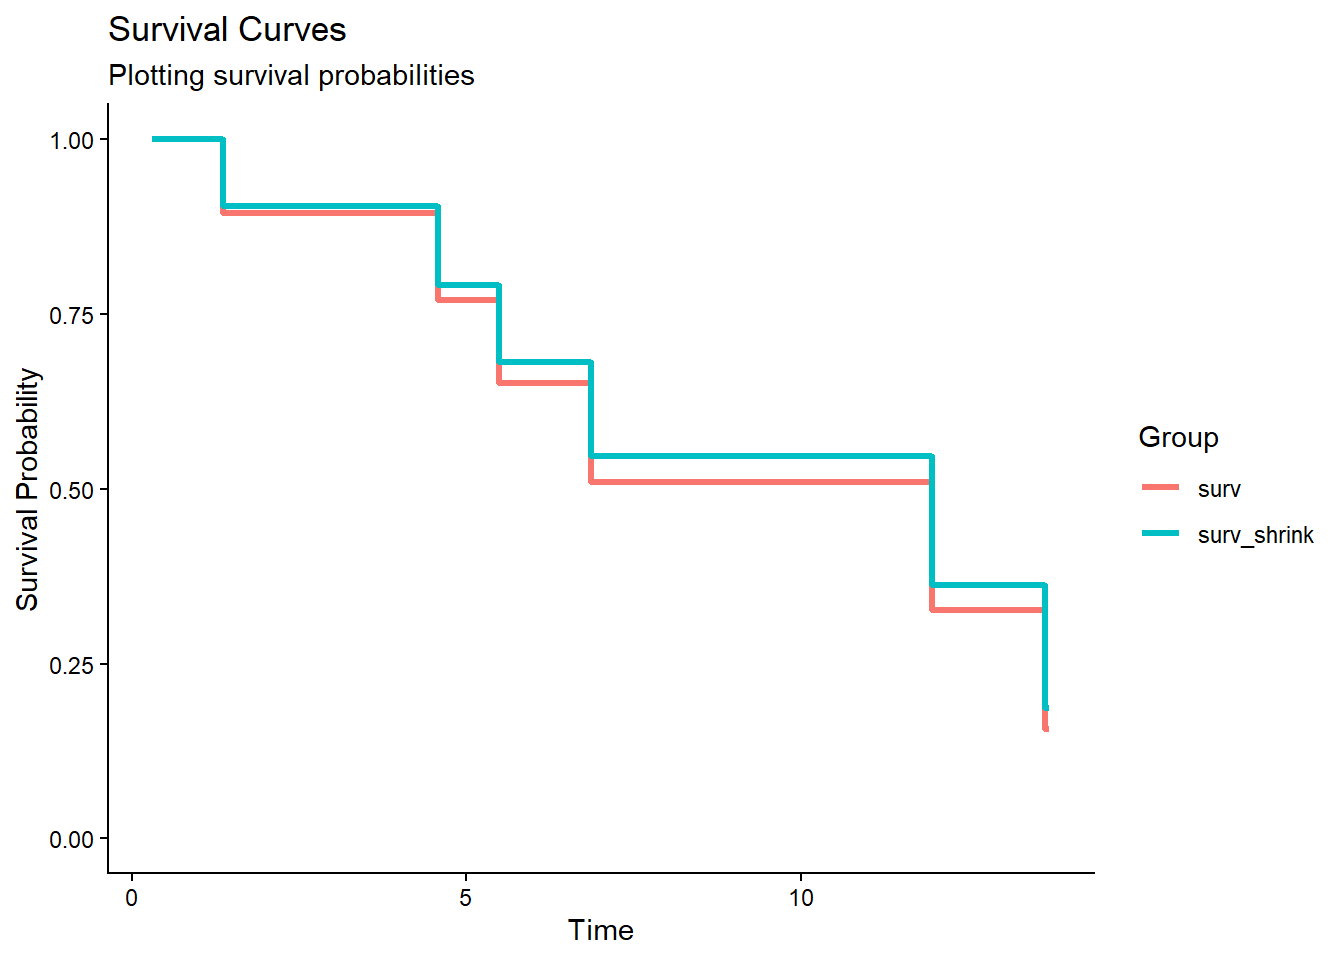 Survival Curves
Plotting survival probabilities
1.00
0.75
0.50
0.25
0.00
Survival Probability
0 5 10
Time
Group
surv
surv_shrink